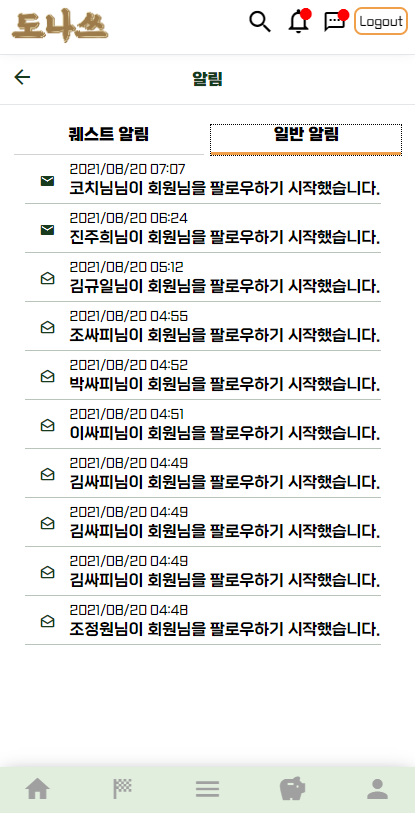 도나쓰
Logout
알림
퀘스트 알림
일반 알림
2021/08/20 07:07
코치님님이 회원님을 팔로우하기 시작했습니다.
2021/08/20 06:24
진주희님이 회원님을 팔로우하기 시작했습니다.
2021/08/20 05:12
김규일님이 회원님을 팔로우하기 시작했습니다.
2021/08/20 04:55
조싸피님이 회원님을 팔로우하기 시작했습니다.
2021/08/20 04:52
박싸피님이 회원님을 팔로우하기 시작했습니다.
2021/08/20 04:51
이싸피님이 회원님을 팔로우하기 시작했습니다.
2021/08/20 04:49
김싸피님이 회원님을 팔로우하기 시작했습니다.
2021/08/20 04:49
김싸피님이 회원님을 팔로우하기 시작했습니다.
2021/08/20 04:49
김싸피님이 회원님을 팔로우하기 시작했습니다.
2021/08/20 04:48
조정원님이 회원님을 팔로우하기 시작했습니다.